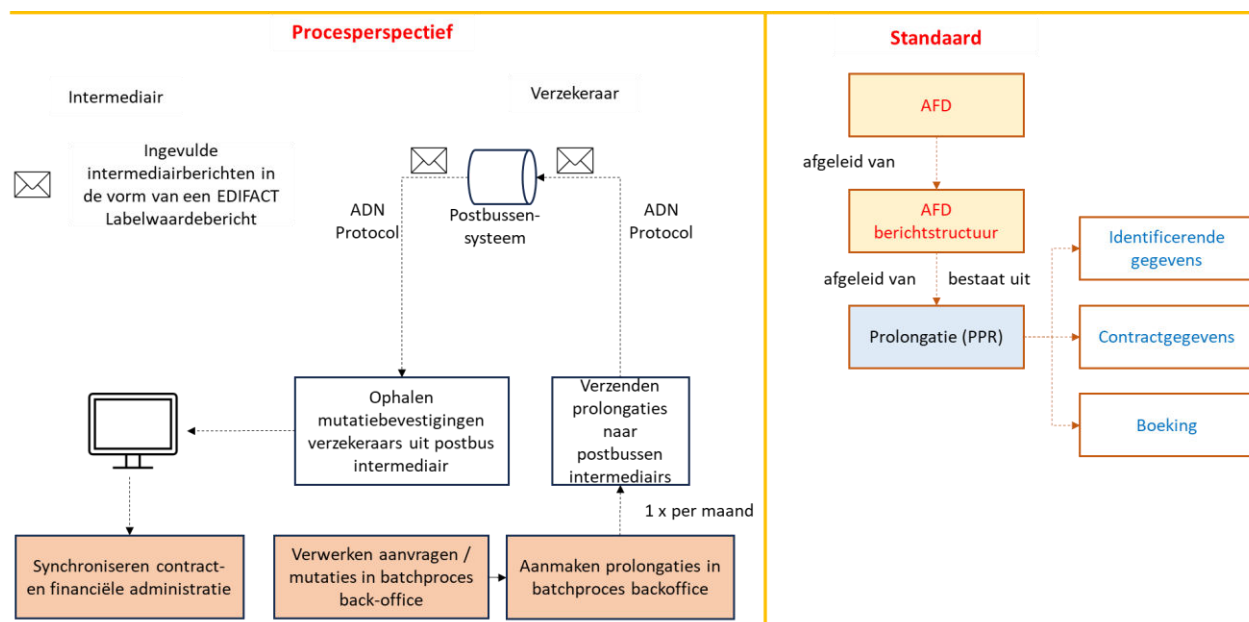 Procesperspectief
Intermediair
Verzekeraar
Ingevulde
intermediairberichten in
de vorm van een EDIFACT
Labelwaardebericht
ADN
Protocol
Postbussen-
systeem
ADN
Protocol
Ophalen
mutatiebevestigingen
verzekeraars uit postbus
intermediair
Verzenden
prolongaties
naar
postbussen
intermediairs
1 x per maand
Synchroniseren contract-
en financiële administratie
Verwerken aanvragen /
mutaties in batchproces
back-office
Aanmaken prolongaties in
batchproces backoffice
Standaard
AFD
afgeleid van
AFD
berichtstructuur
afgeleid van
bestaat uit
Prolongatie (PPR)
Identificerende
gegevens
Contractgegevens
Boeking